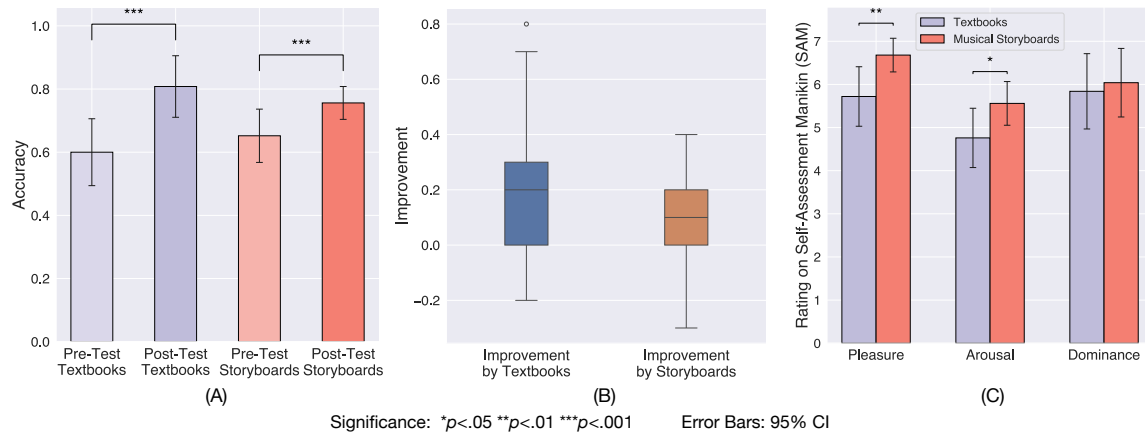 Accuracy
1.0
0.8
0.6
0.4
0.2
0.0
***
***
Pre-Test
Textbooks
Post-Test
Textbooks
Pre-Test
Storyboards
Post-Test
Storyboards
(A)
Improvement
0.8
0.6
0.4
0.2
0.0
−0.2
Improvement
by Textbooks
Improvement
by Storyboards
(B)
Rating on Self-Assessment Manikin (SAM)
7
6
5
4
3
2
1
0
**
*
Textbooks
Musical Storyboards
Pleasure
Arousal
Dominance
(C)
Significance: *p<.05 **p<.01 ***p<.001 Error Bars: 95% CI